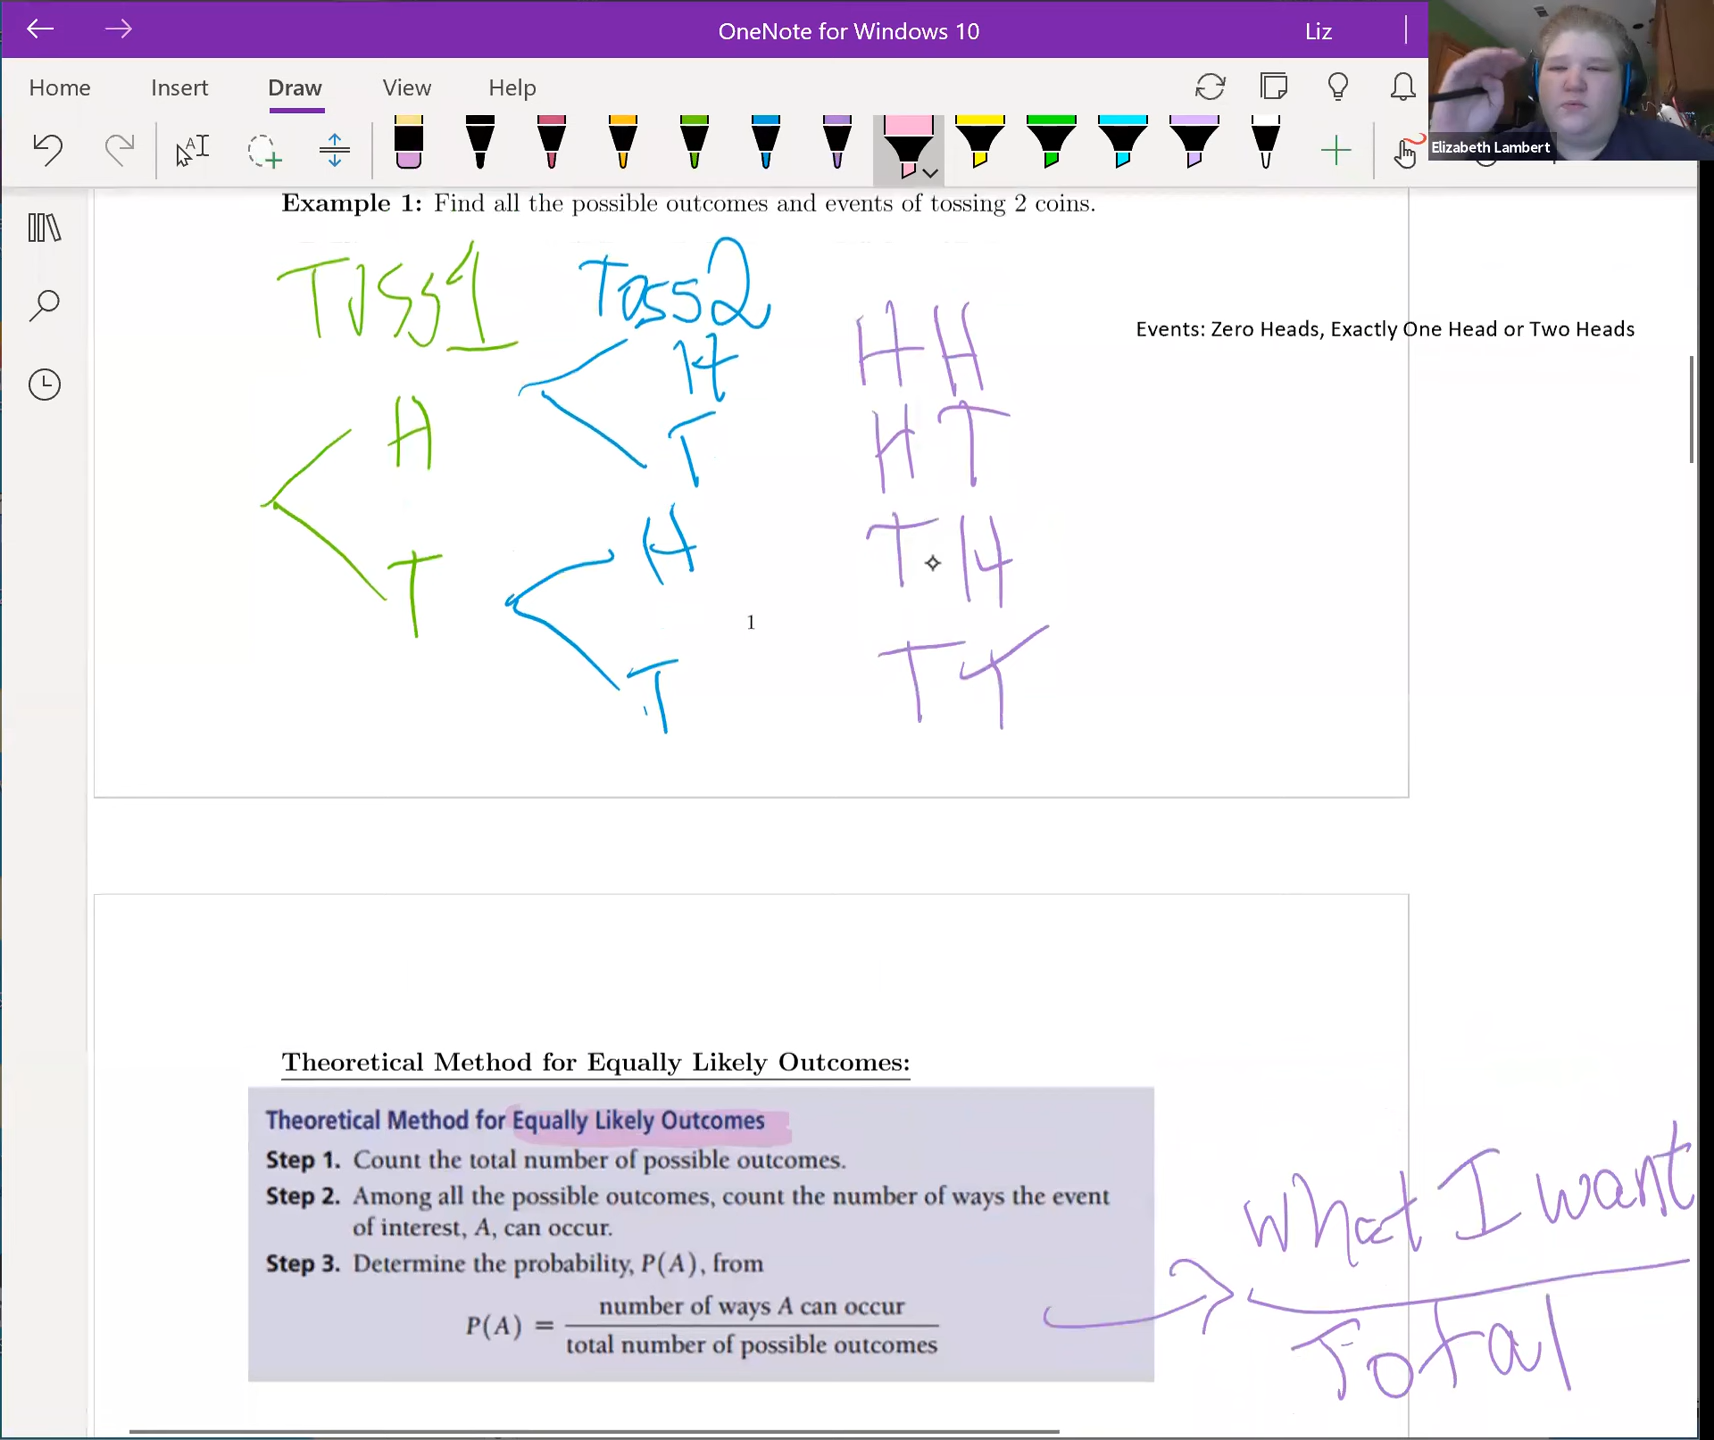 OneNote for Windows 10
Liz
Home Insert Draw View Help
Elizabeth Lambert
Example 1: Find all the possible outcomes and events of tossing 2 coins.
Toss 1 Toss 2
Events: Zero Heads, Exactly One Head or Two Heads
H H
H
T
H T
H
T
H
T
T H
1
T T
Theoretical Method for Equally Likely Outcomes:
Theoretical Method for Equally Likely Outcomes
Step 1. Count the total number of possible outcomes.
Step 2. Among all the possible outcomes, count the number of ways the event
of interest, A, can occur.
Step 3. Determine the probability, P(A), from
P(A) = number of ways A can occur
total number of possible outcomes
What I want
Total